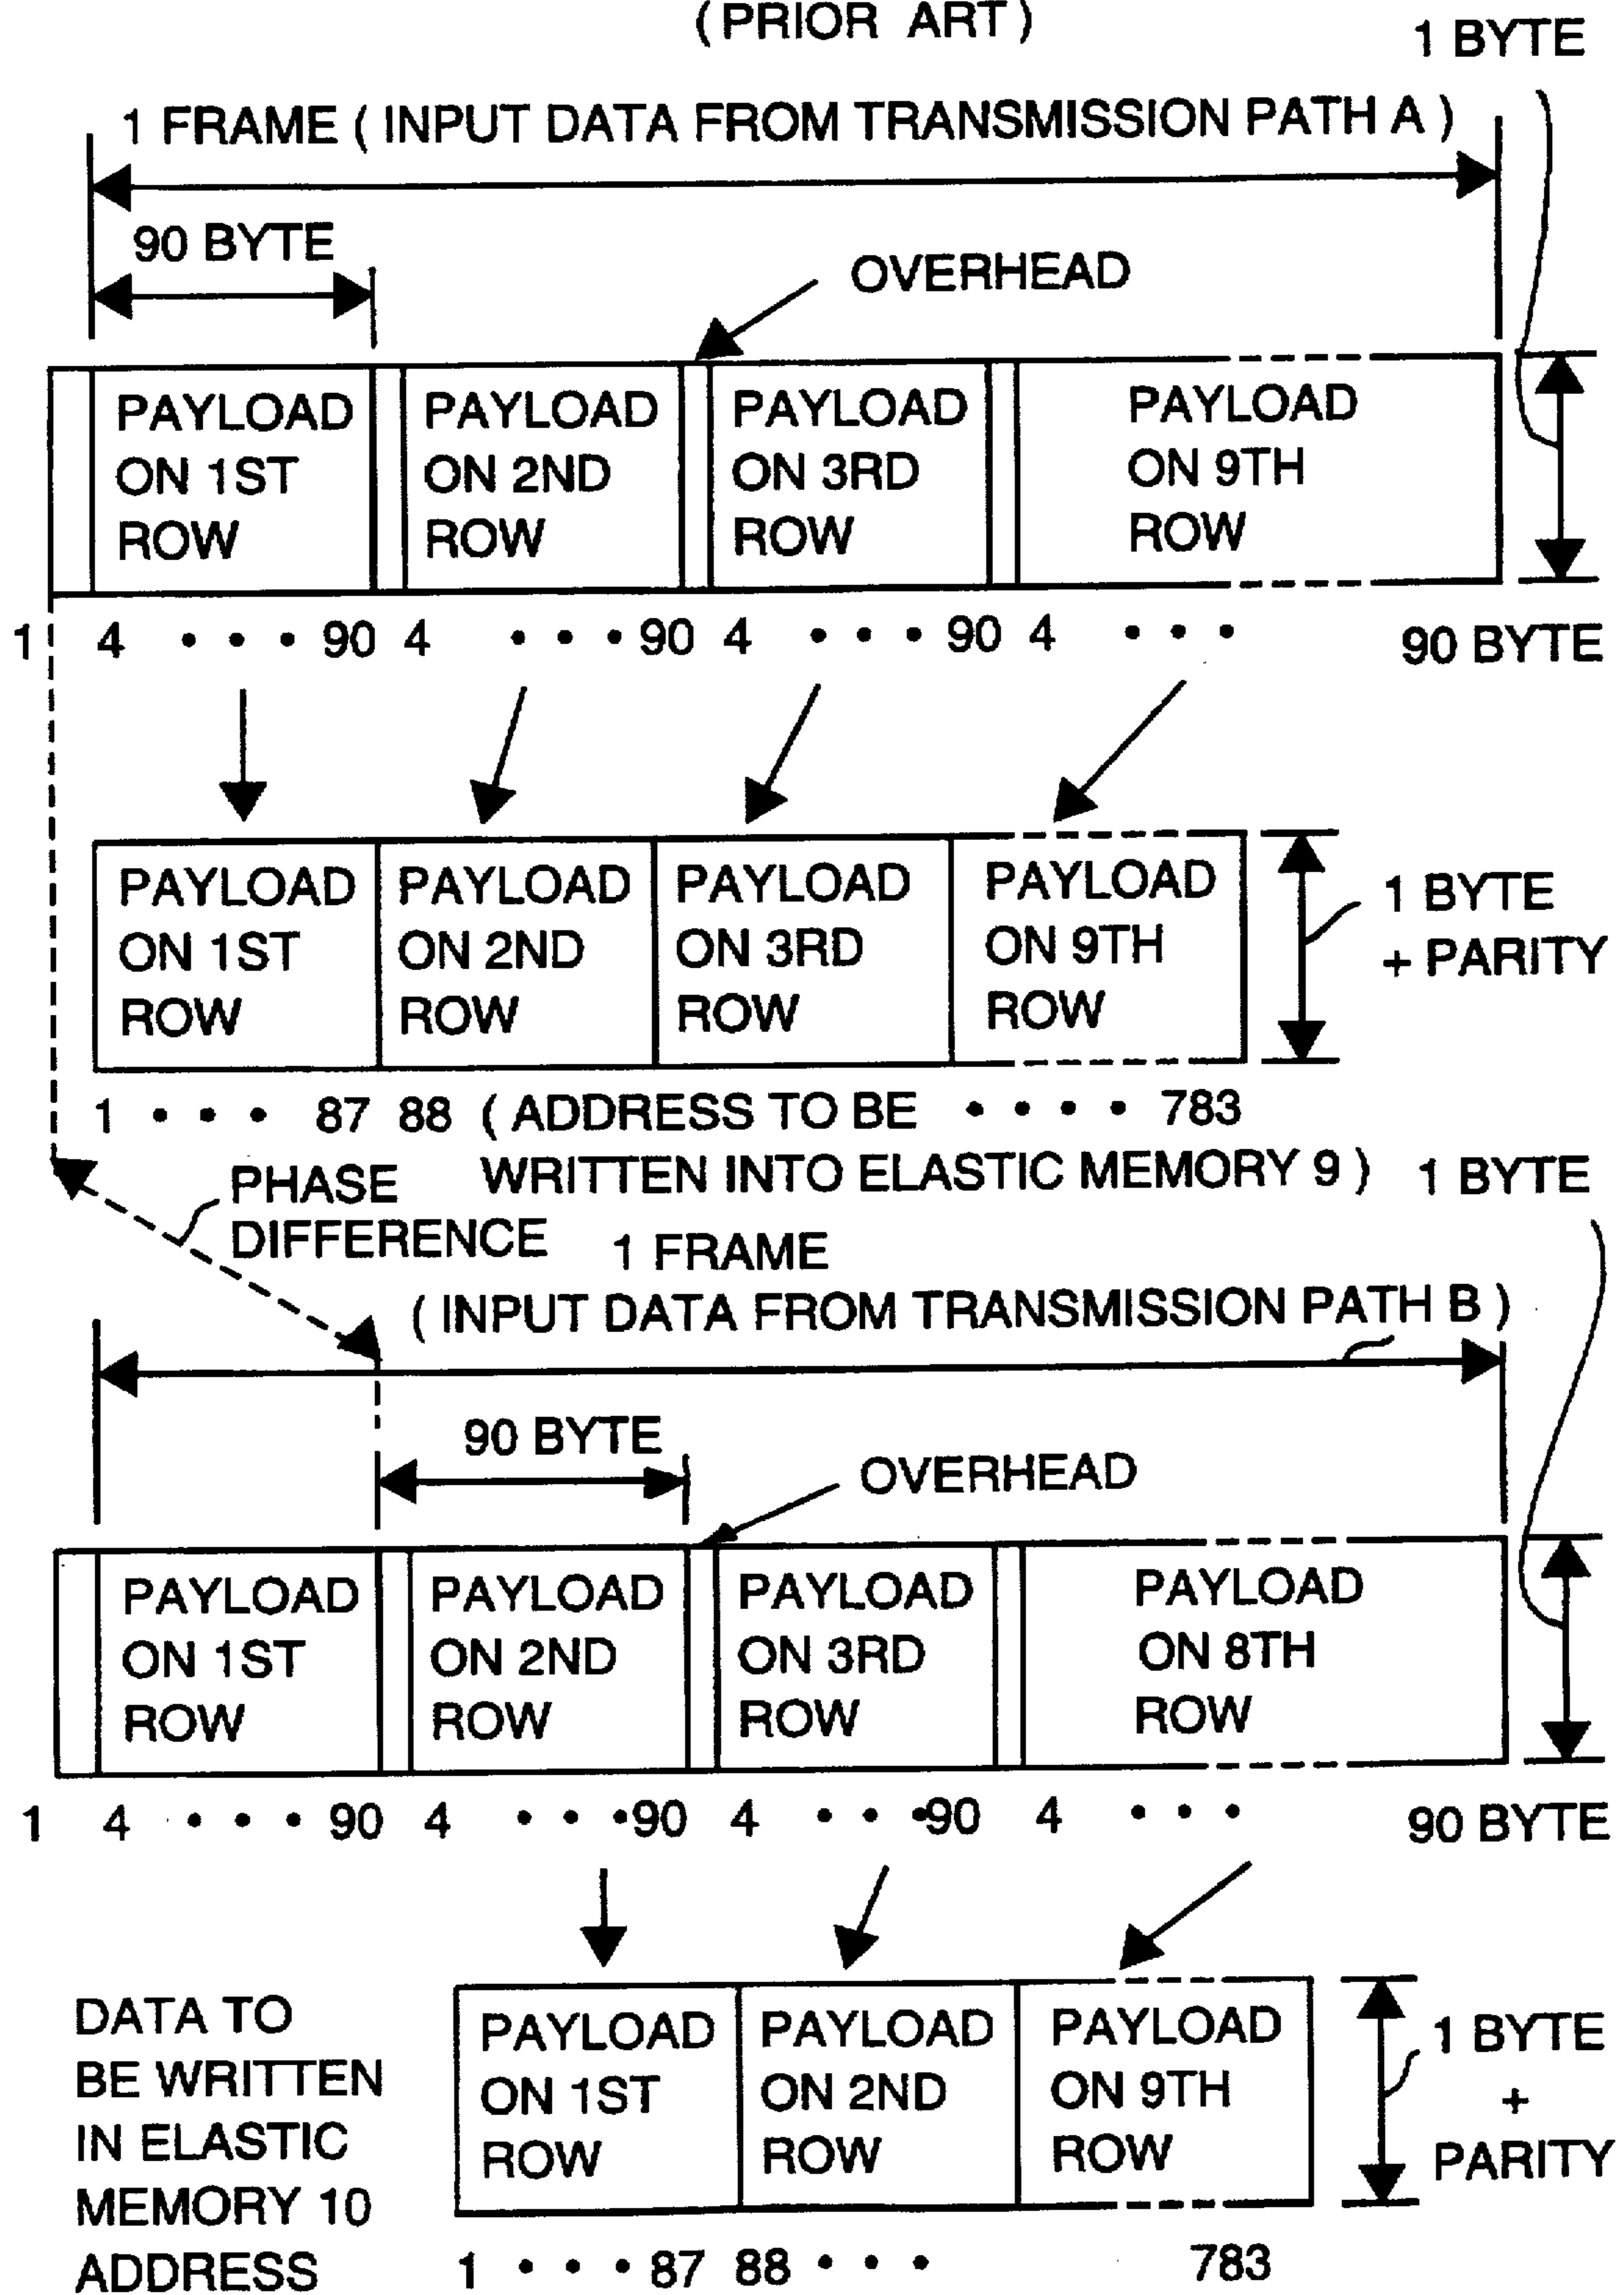 ( PRIOR ART )
1 BYTE
1 FRAME ( INPUT DATA FROM TRANSMISSION PATH A )
90 BYTE
OVERHEAD
PAYLOAD
ON 1ST
ROW
PAYLOAD
ON 2ND
ROW
PAYLOAD
ON 3RD
ROW
PAYLOAD
ON 9TH
ROW
1 4 • • • 90 4 • • • 90 4 • • • 90 4 • • • 90 BYTE
PAYLOAD
ON 1ST
ROW
PAYLOAD
ON 2ND
ROW
PAYLOAD
ON 3RD
ROW
PAYLOAD
ON 9TH
ROW
1 BYTE
+ PARITY
1 • • • 87 88 ( ADDRESS TO BE • • • • 783
WRITTEN INTO ELASTIC MEMORY 9 )
1 BYTE
PHASE
DIFFERENCE
1 FRAME
( INPUT DATA FROM TRANSMISSION PATH B )
90 BYTE
OVERHEAD
PAYLOAD
ON 1ST
ROW
PAYLOAD
ON 2ND
ROW
PAYLOAD
ON 3RD
ROW
PAYLOAD
ON 8TH
ROW
1 4 • • • 90 4 • • • 90 4 • • • 90 4 • • • 90 BYTE
DATA TO
BE WRITTEN
IN ELASTIC
MEMORY 10
ADDRESS
PAYLOAD
ON 1ST
ROW
PAYLOAD
ON 2ND
ROW
PAYLOAD
ON 9TH
ROW
1 BYTE
+
PARITY
1 • • • 87 88 • • • 783